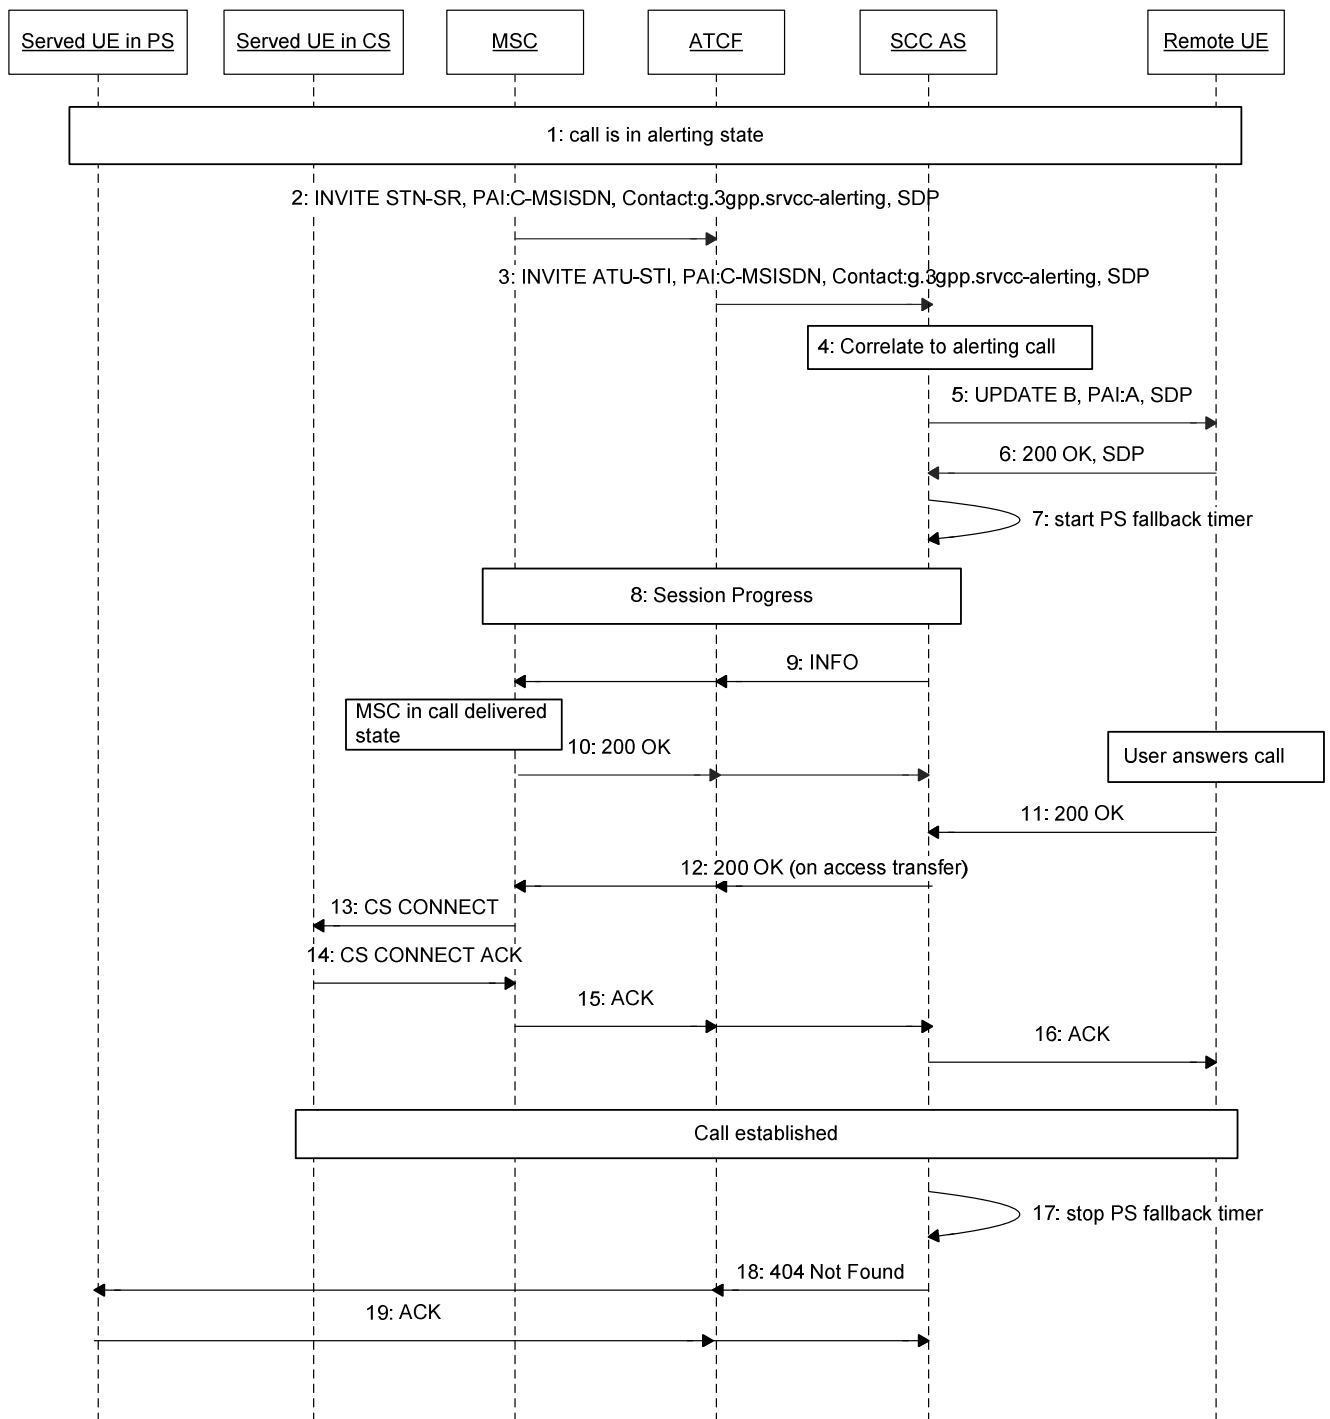 Served UE in PS
Served UE in CS
MSC
ATCF
SCC AS
Remote UE
1: call is in alerting state
2: INVITE STN-SR, PAI:C-MSISDN, Contact:g.3gpp.srvcc-alerting, SDP
3: INVITE ATU-STI, PAI:C-MSISDN, Contact:g.3gpp.srvcc-alerting, SDP
4: Correlate to alerting call
5: UPDATE B, PAI:A, SDP
6: 200 OK, SDP
7: start PS fallback timer
8: Session Progress
9: INFO
MSC in call delivered
state
10: 200 OK
User answers call
11: 200 OK
12: 200 OK (on access transfer)
13: CS CONNECT
14: CS CONNECT ACK
15: ACK
16: ACK
Call established
17: stop PS fallback timer
18: 404 Not Found
19: ACK